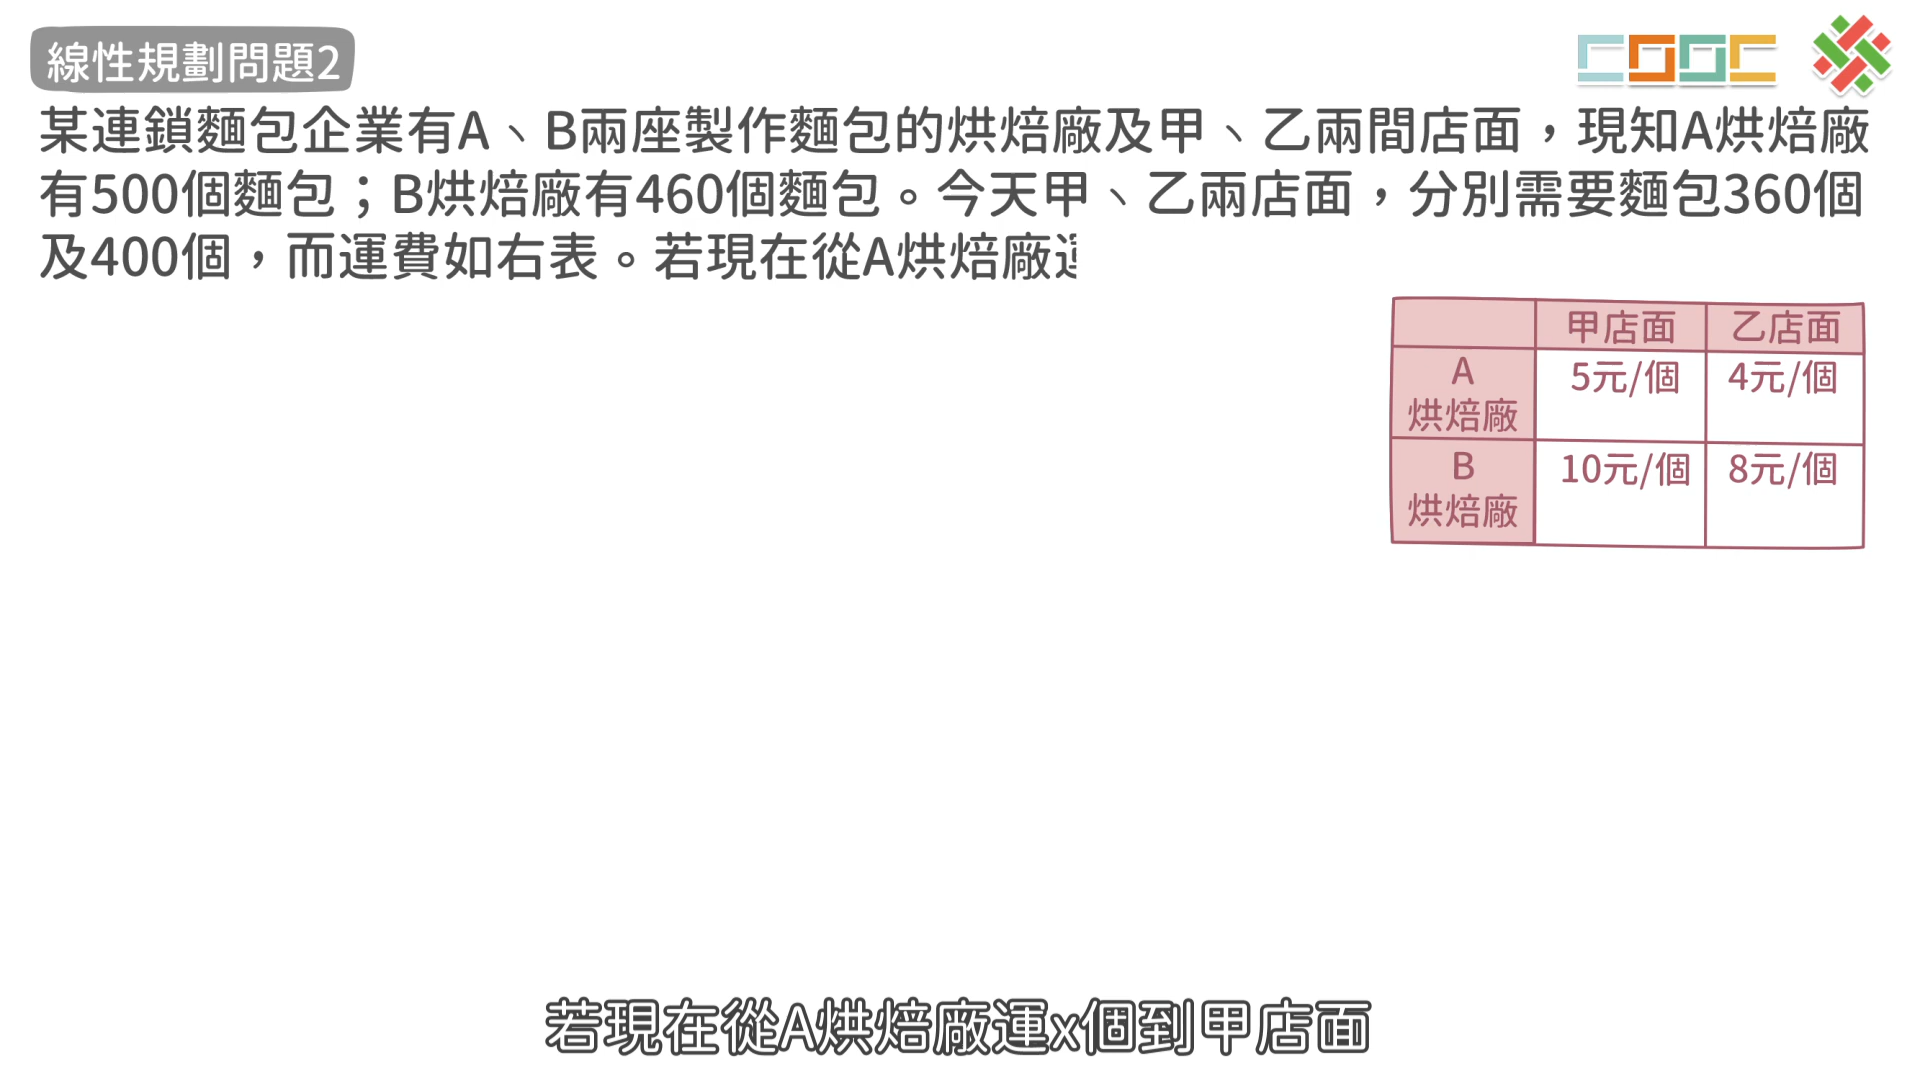 線性規劃問題2
COOC
某連鎖麵包企業有A、B兩座製作麵包的烘焙廠及甲、乙兩間店面，現知A烘焙廠
有500個麵包；B烘焙廠有460個麵包。今天甲、乙兩店面，分別需要麵包360個
及400個，而運費如右表。若現在從A烘焙廠
甲店面 乙店面
A 5元/個 4元/個
烘焙廠
B 10元/個 8元/個
烘焙廠
若現在從A烘焙廠運x個到甲店面